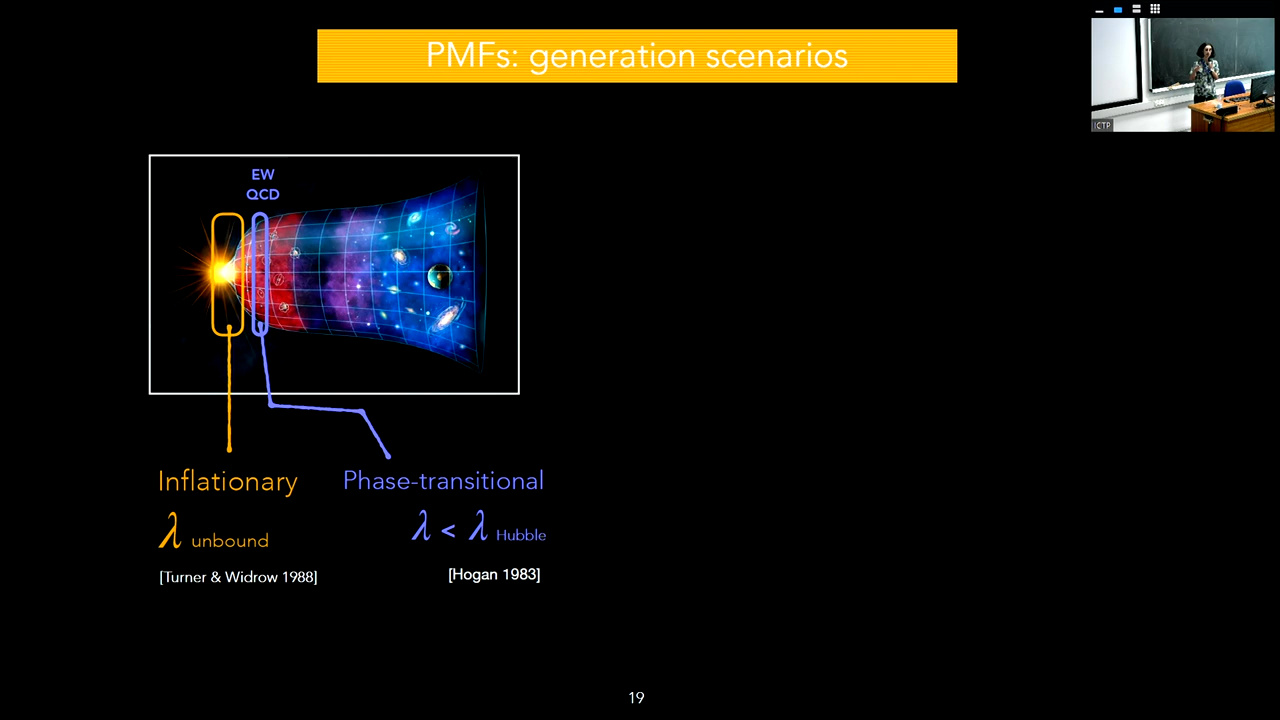 PMFs: generation scenarios
ICTP
EW
QCD
Inflationary
λ unbound
[Turner & Widrow 1988]
Phase-transitional
λ < λ Hubble
[Hogan 1983]
19